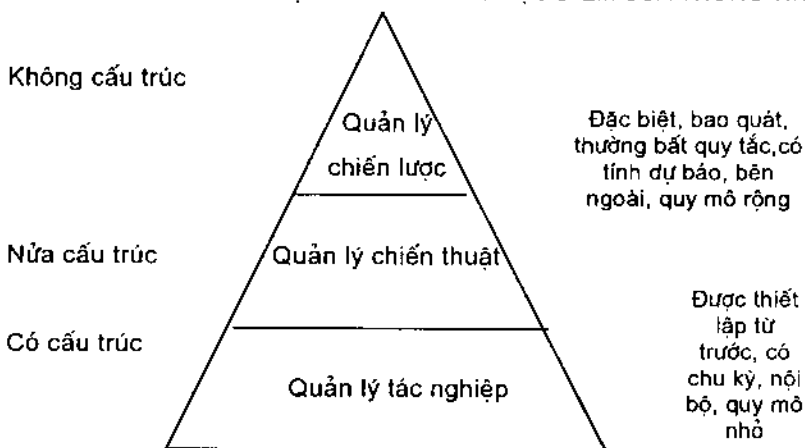 Không cấu trúc
Quản lý
chiến lược
Đặc biệt, bao quát,
thường bất quy tắc,có
tính dự báo, bên
ngoài, quy mô rộng
Nửa cấu trúc
Quản lý chiến thuật
Có cấu trúc
Được thiết
lập từ
trước, có
chu kỳ, nội
bộ, quy mô
nhỏ
Quản lý tác nghiệp